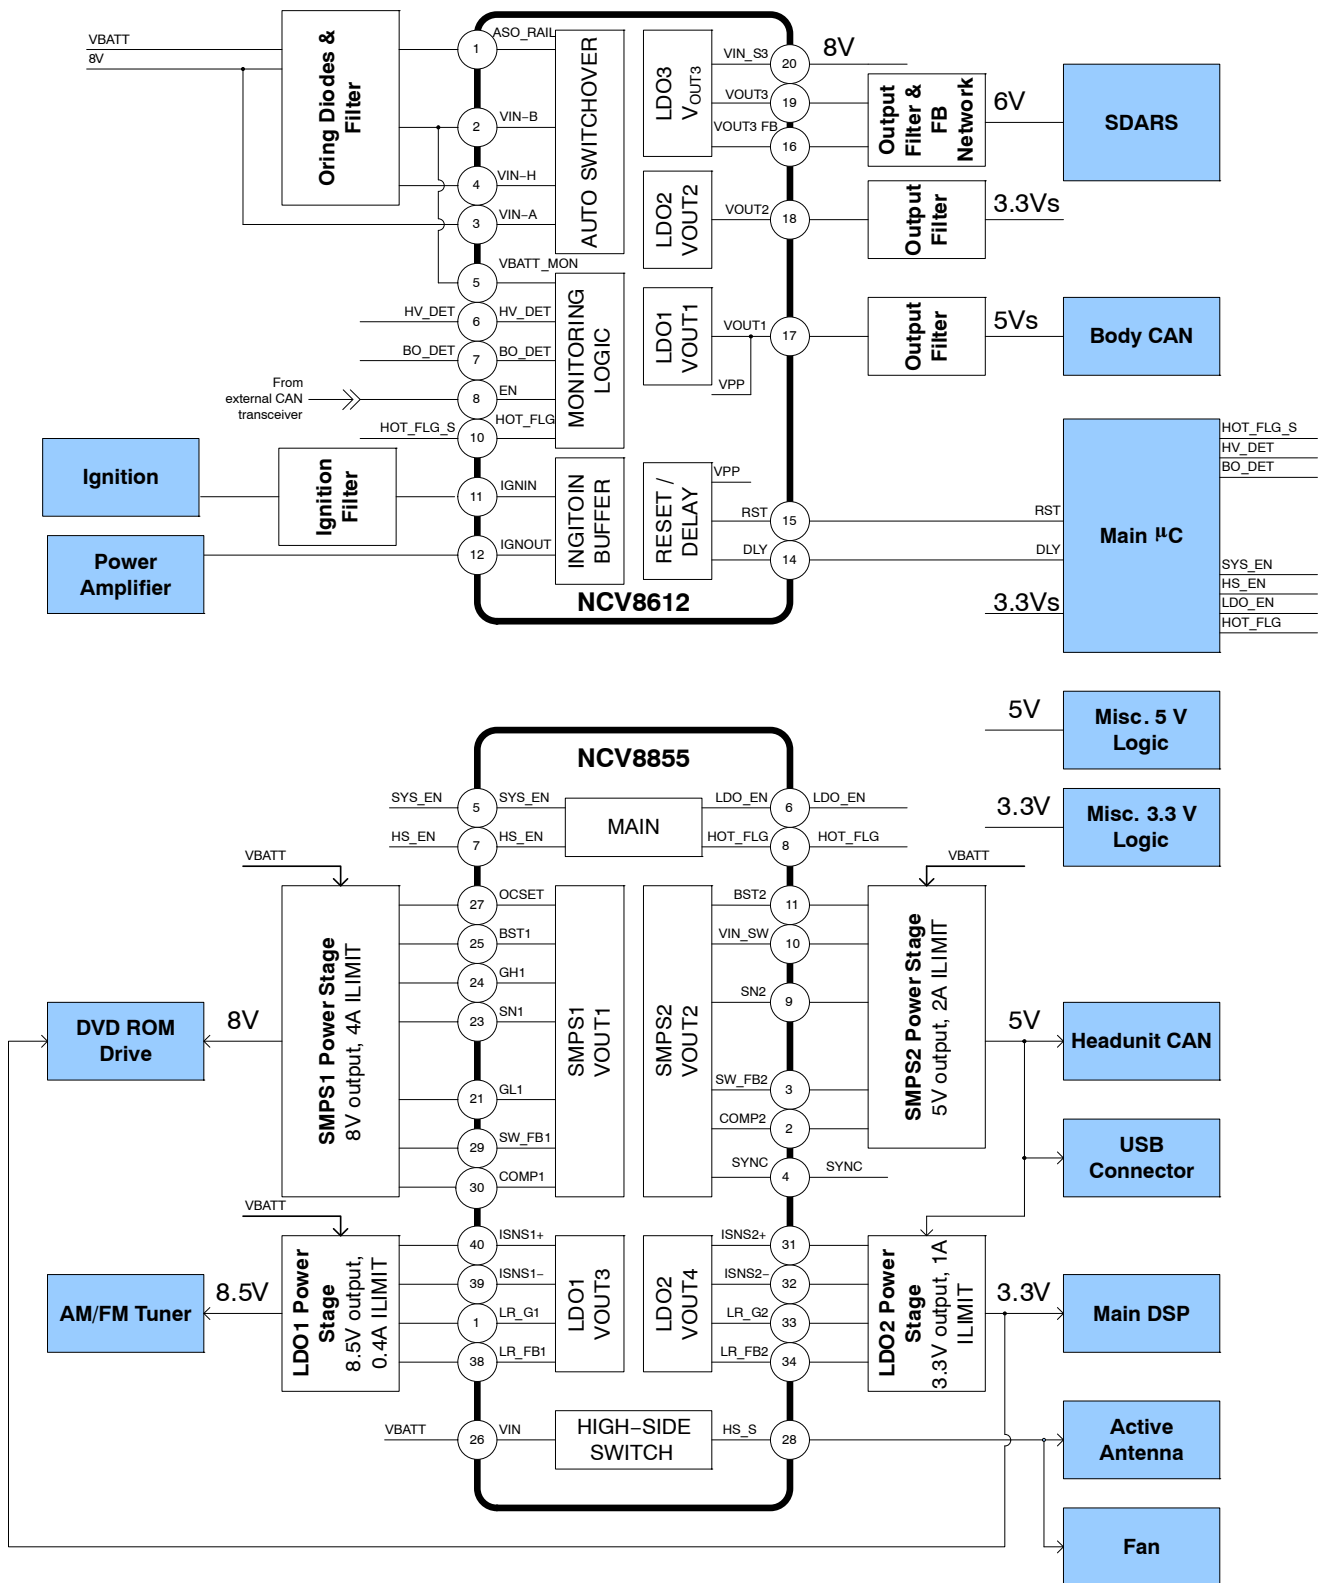 VBATT
8V
Oring Diodes &
Filter
1
ASO_RAIL
2
VIN-B
4
VIN-H
3
VIN-A
AUTO SWITCHOVER
5
VBATT_MON
HV_DET
6
HV_DET
BO_DET
7
BO_DET
From
external CAN
transceiver
8
EN
HOT_FLG_S
10
HOT_FLG
MONITORING
LOGIC
Ignition
Ignition
Filter
11
IGNIN
Power
Amplifier
12
IGNOUT
INGITOIN
BUFFER
LDO3
VOUT3
VIN_S3
20
8V
VOUT3
19
VOUT3 FB
16
Output
Filter &
FB
Network
6V
SDARS
LDO2
VOUT2
VOUT2
18
Output
Filter
3.3Vs
LDO1
VOUT1
VOUT1
17
VPP
Output
Filter
5Vs
Body CAN
RESET /
DELAY
VPP
RST
15
RST
DLY
14
DLY
3.3Vs
Main µC
HOT_FLG_S
HV_DET
BO_DET
SYS_EN
HS_EN
LDO_EN
HOT_FLG
NCV8612
5V
Misc. 5 V
Logic
3.3V
Misc. 3.3 V
Logic
NCV8855
SYS_EN
5
SYS_EN
HS_EN
7
HS_EN
MAIN
LDO_EN
6
LDO_EN
HOT_FLG
8
HOT_FLG
VBATT
SMPS1 Power Stage
8V output, 4A ILIMIT
27
OCSET
25
BST1
24
GH1
23
SN1
21
GL1
29
SW_FB1
30
COMP1
SMPS1
VOUT1
DVD ROM
Drive
8V
SMPS2
VOUT2
BST2
11
VIN_SW
10
SN2
9
SW_FB2
3
COMP2
2
SYNC
4
SYNC
VBATT
SMPS2 Power Stage
5V output, 2A ILIMIT
5V
Headunit CAN
USB
Connector
VBATT
LDO1 Power
Stage
8.5V output,
0.4A ILIMIT
8.5V
AM/FM Tuner
40
ISNS1+
39
ISNS1−
1
LR_G1
38
LR_FB1
LDO1
VOUT3
LDO2
VOUT4
ISNS2+
31
ISNS2−
32
LR_G2
33
LR_FB2
34
LDO2 Power
Stage
3.3V output, 1A
ILIMIT
3.3V
Main DSP
VBATT
26
VIN
HIGH−SIDE
SWITCH
HS_S
28
Active
Antenna
Fan